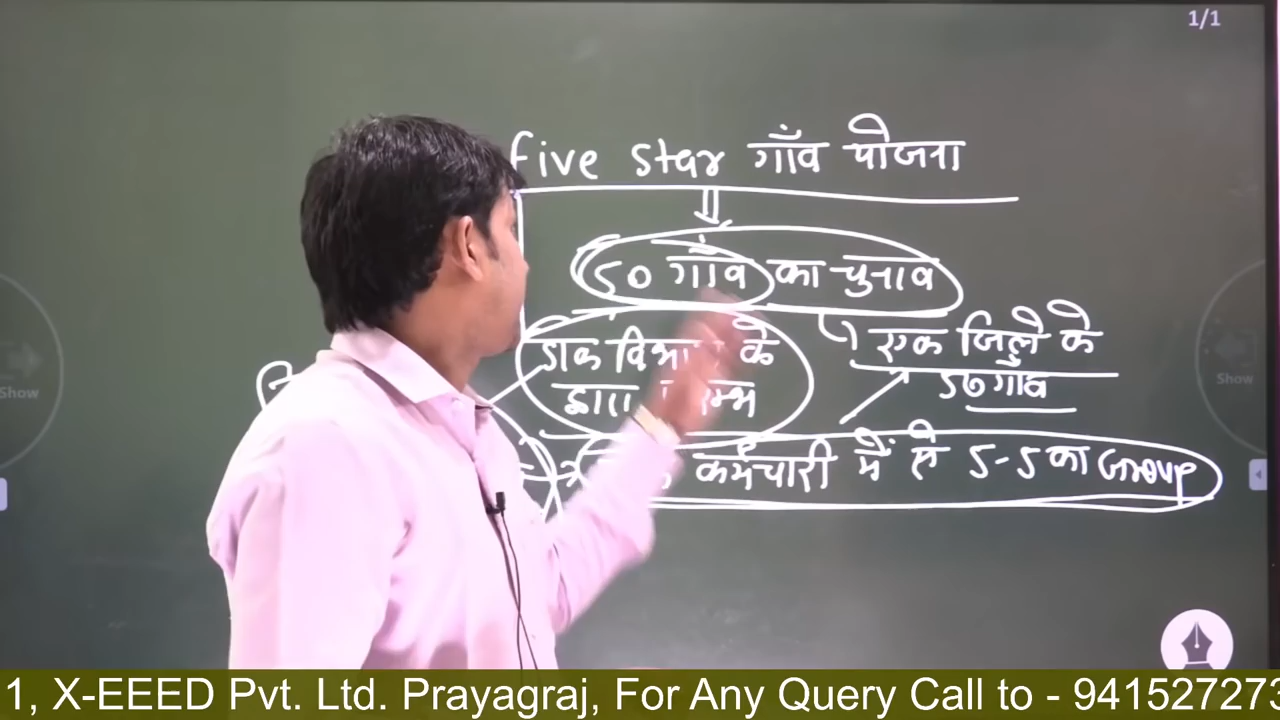 1/1
Five Star गाँव योजना
50 गाँव का चुनाव
डाक के
एक जिले के
50 गाँव
कर्मचारी में से 5-5 का Group
Show
Show
1, X-EEED Pvt. Ltd. Prayagraj, For Any Query Call to - 941527273